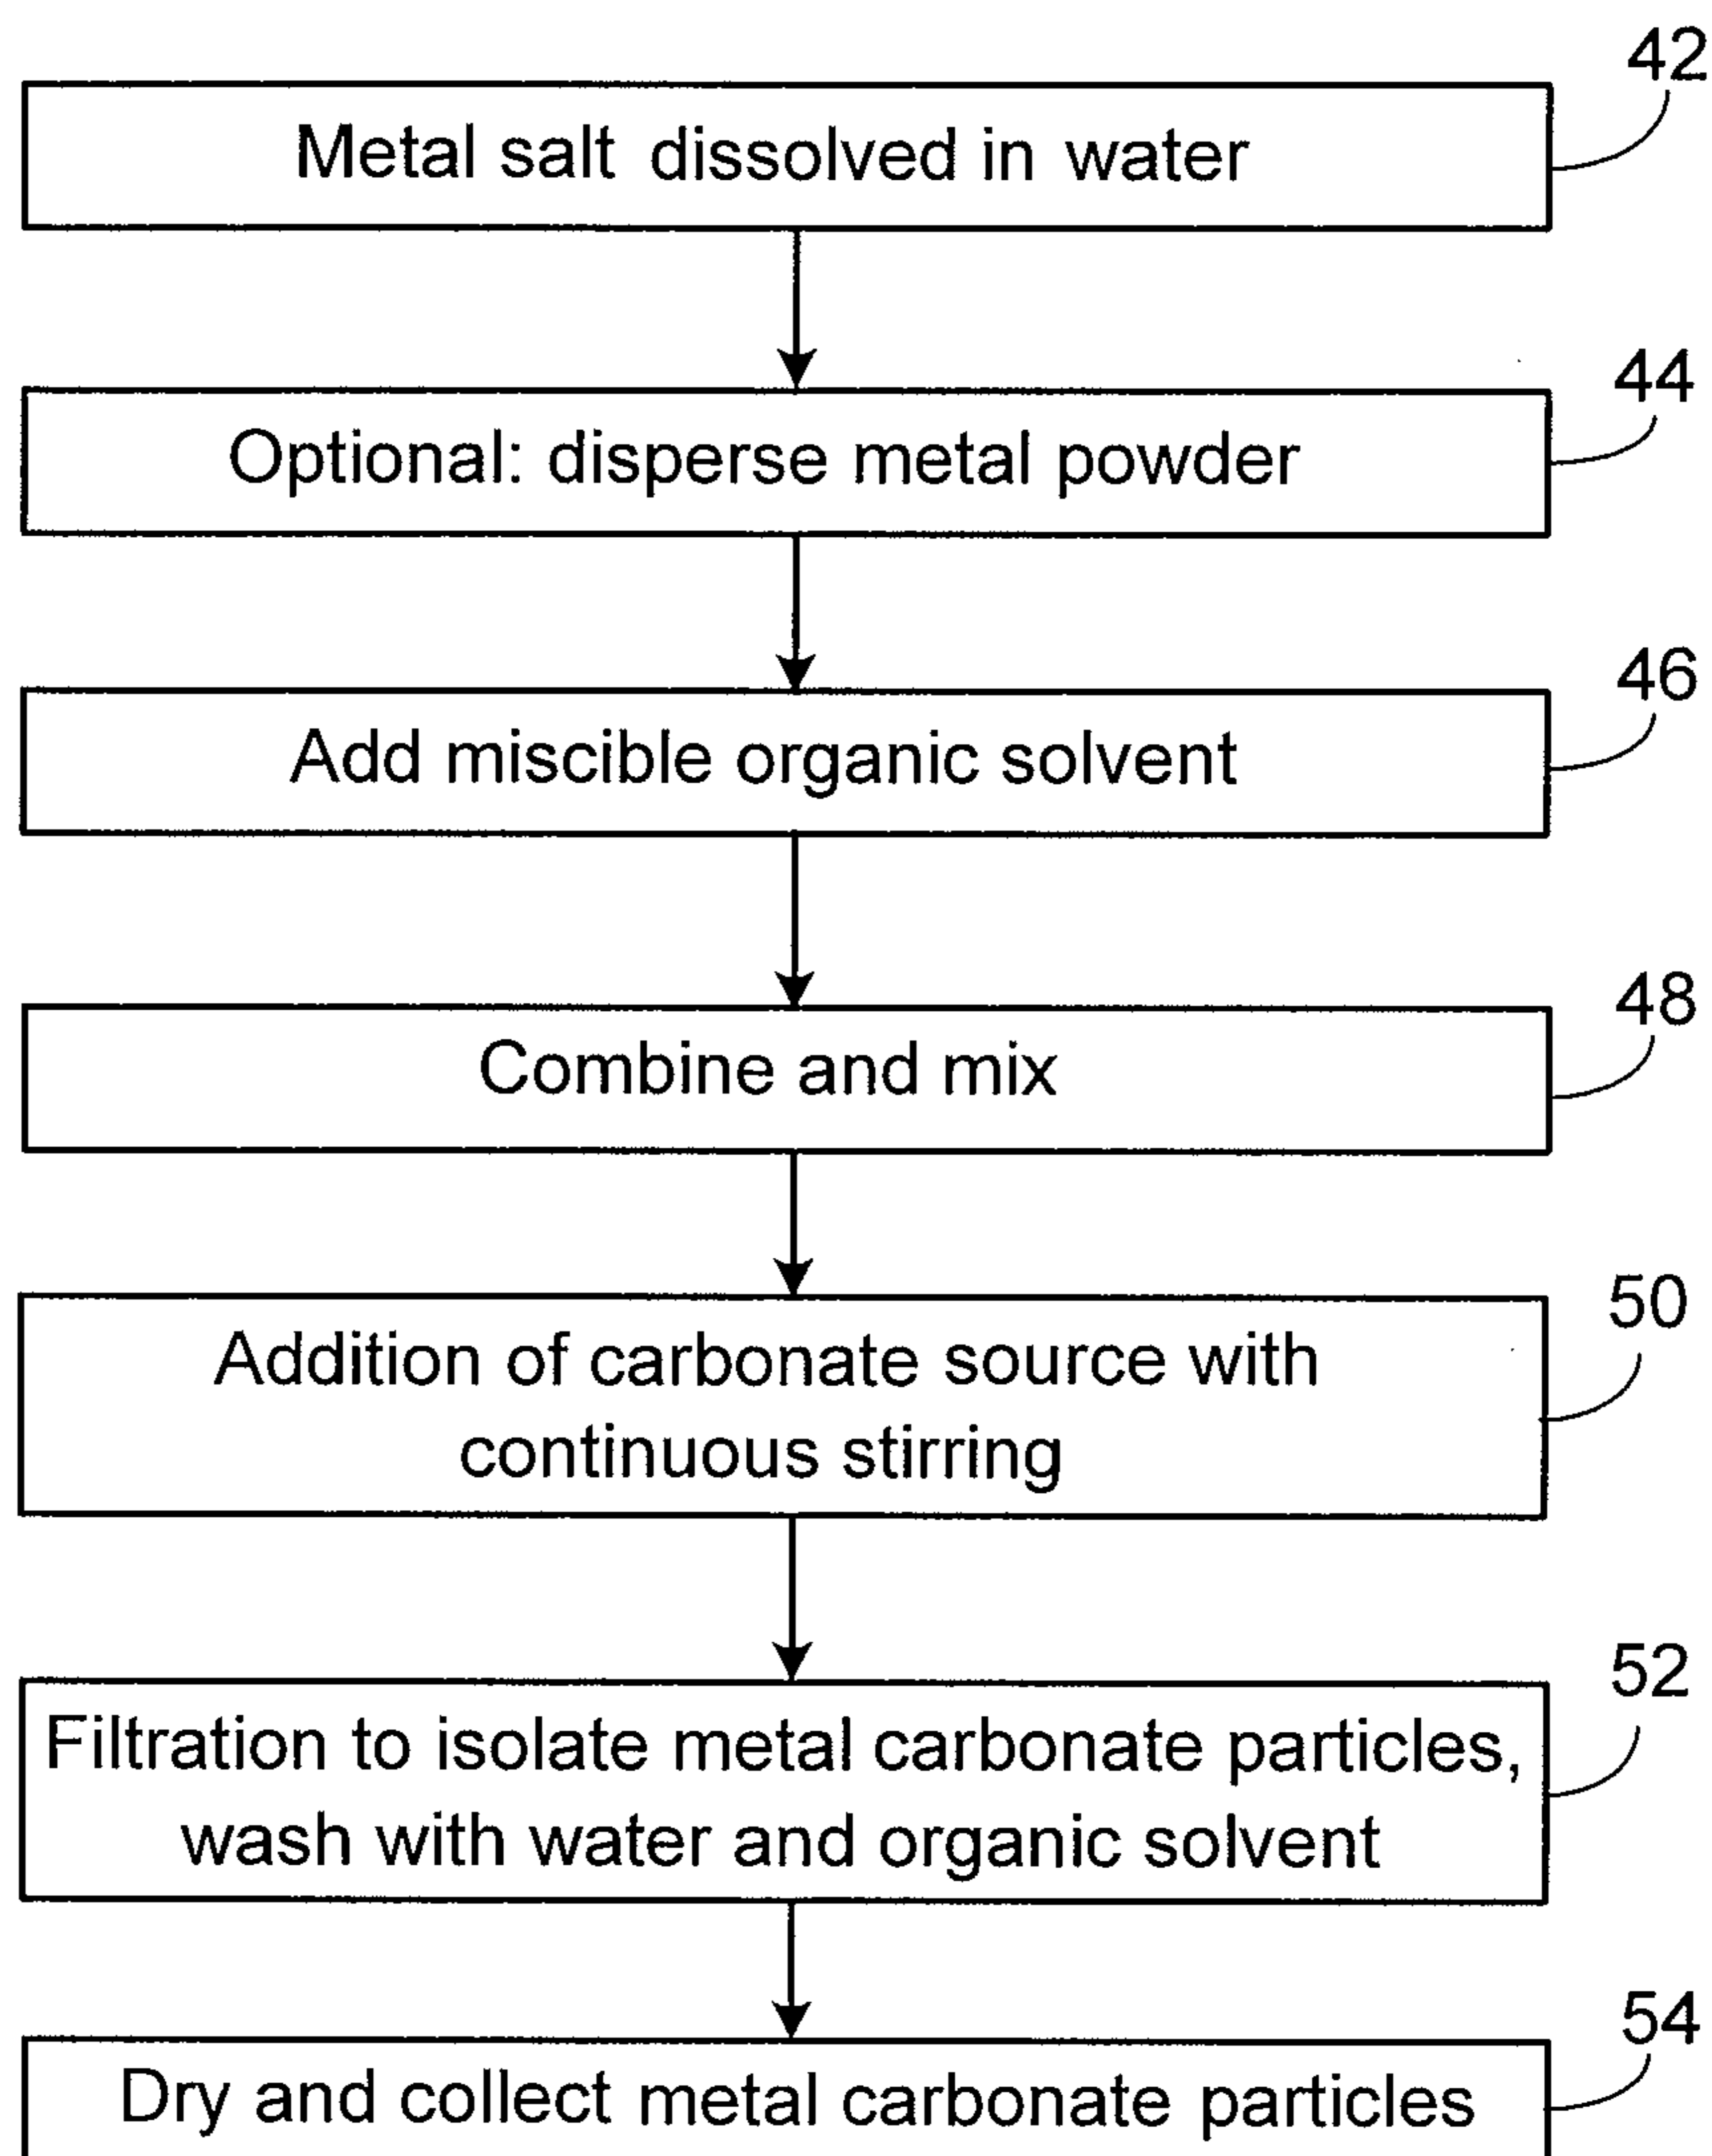 42
Metal salt dissolved in water
44
Optional: disperse metal powder
46
Add miscible organic solvent
48
Combine and mix
50
Addition of carbonate source with
continuous stirring
52
Filtration to isolate metal carbonate particles,
wash with water and organic solvent
54
Dry and collect metal carbonate particles